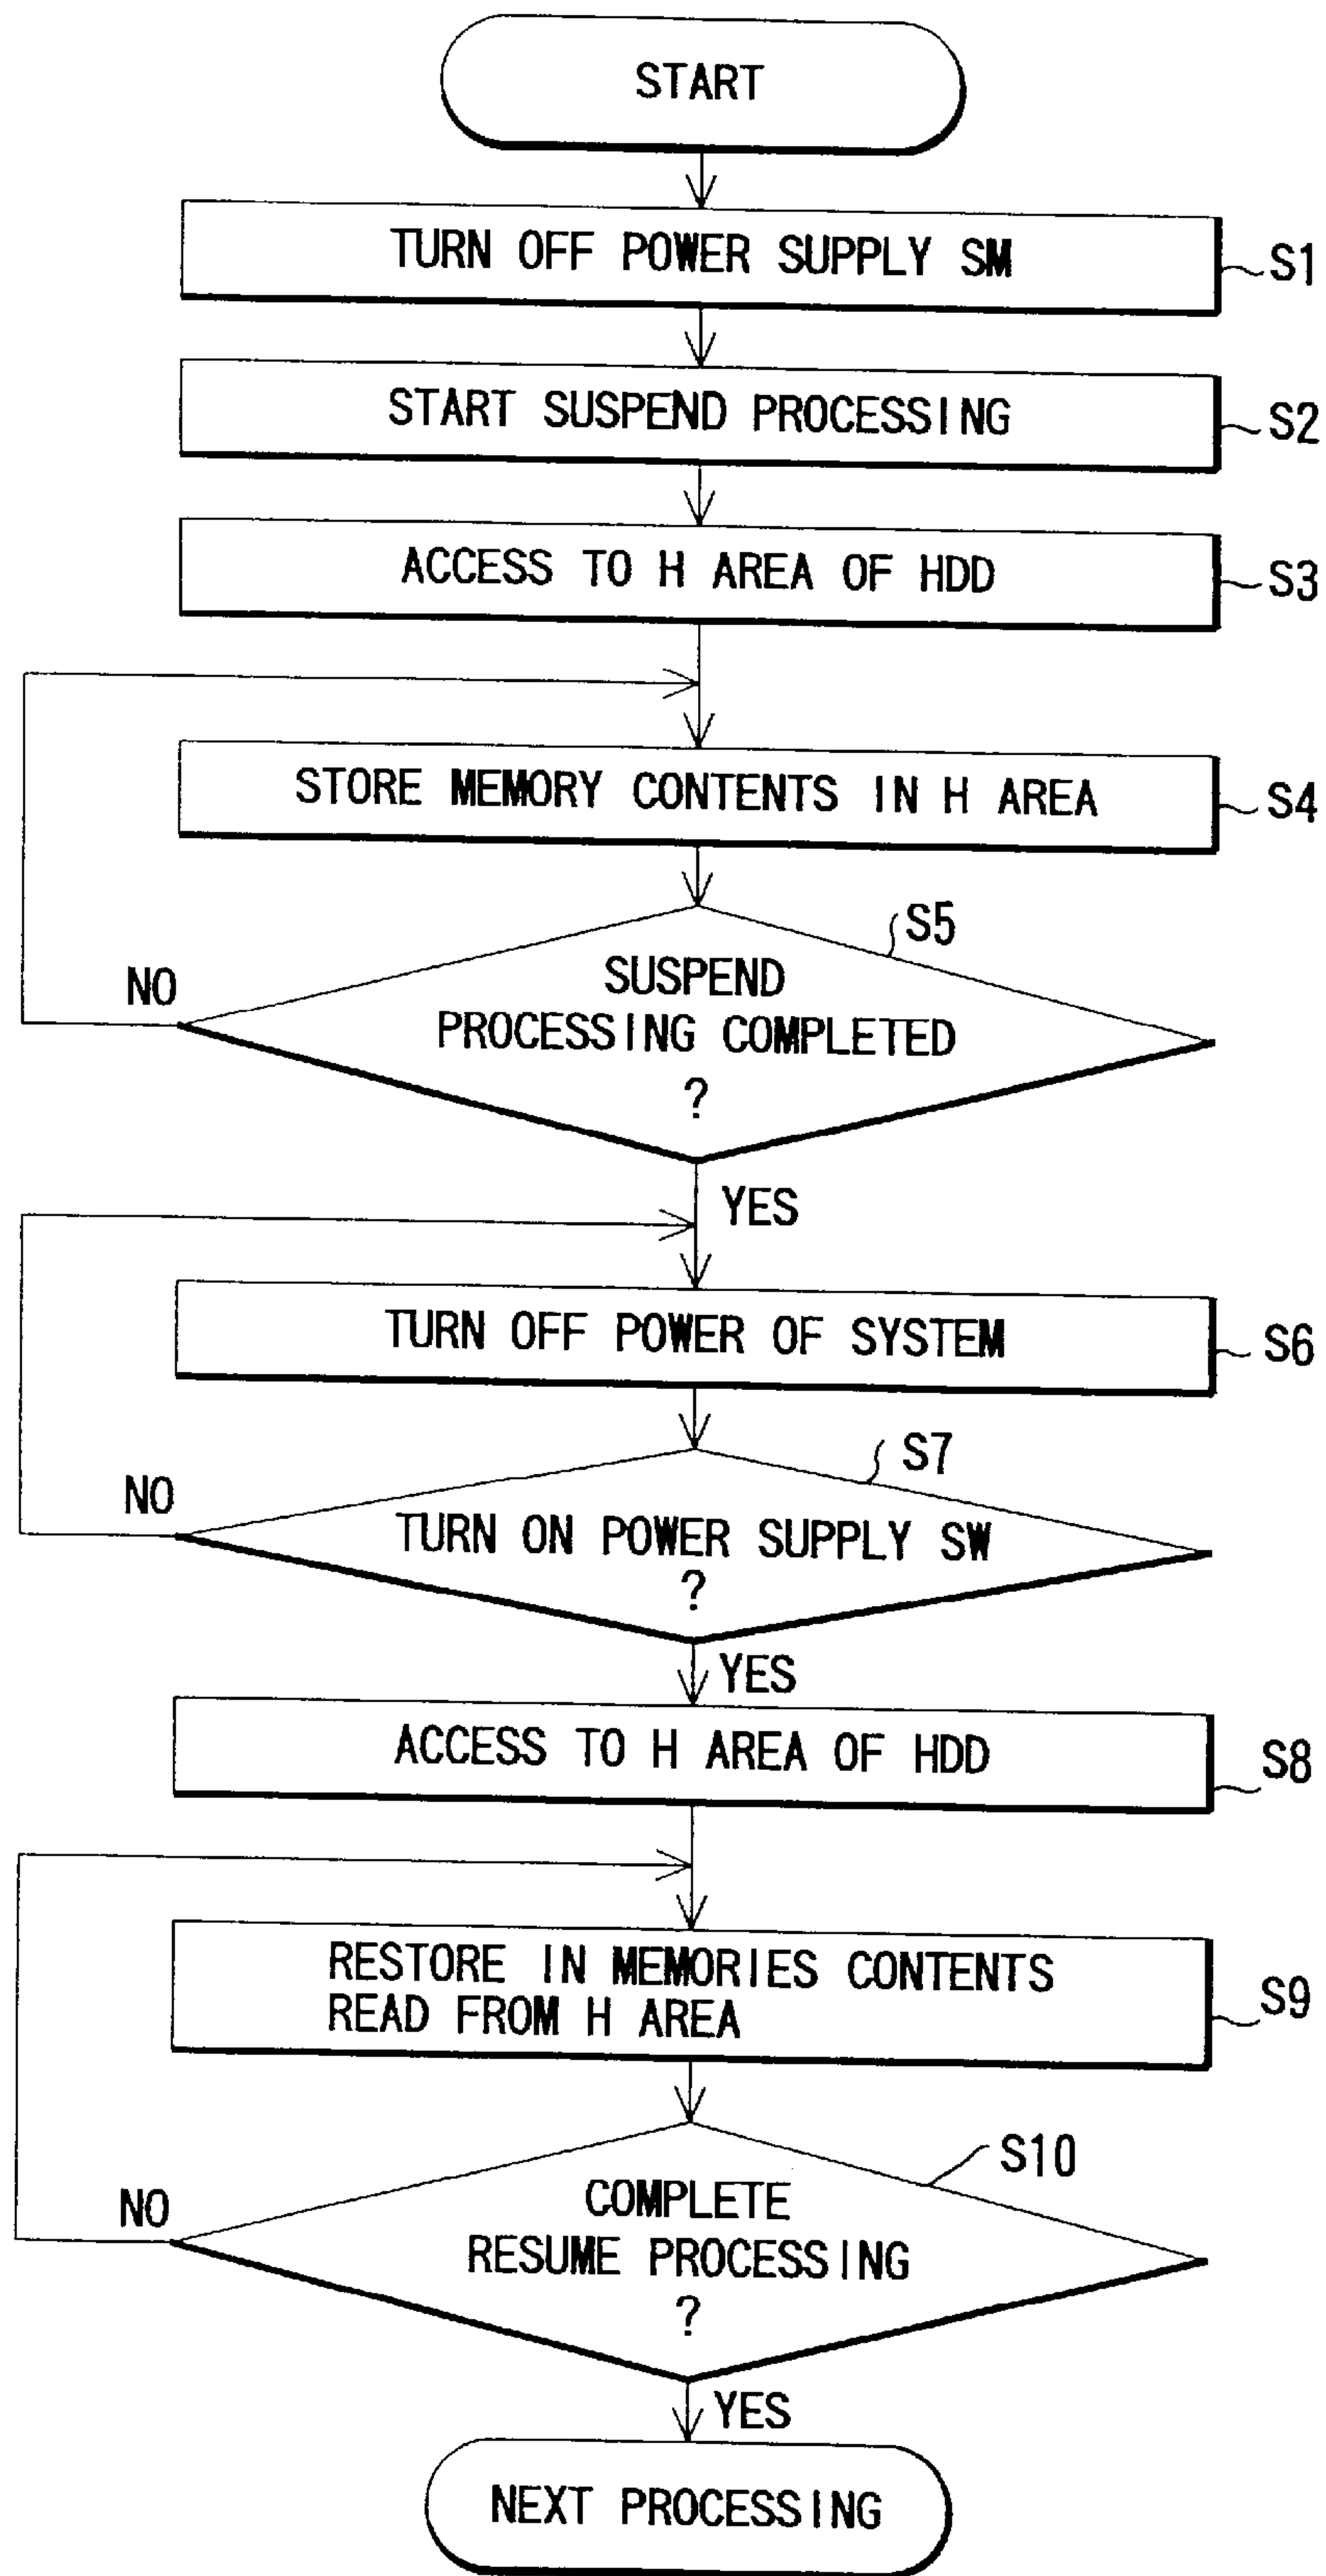 START
TURN OFF POWER SUPPLY SM
S1
START SUSPEND PROCESSING
S2
ACCESS TO H AREA OF HDD
S3
STORE MEMORY CONTENTS IN H AREA
S4
S5
SUSPEND
PROCESSING COMPLETED
?
NO
YES
TURN OFF POWER OF SYSTEM
S6
S7
TURN ON POWER SUPPLY SW
?
NO
YES
ACCESS TO H AREA OF HDD
S8
RESTORE IN MEMORIES CONTENTS
READ FROM H AREA
S9
S10
COMPLETE
RESUME PROCESSING
?
NO
YES
NEXT PROCESSING